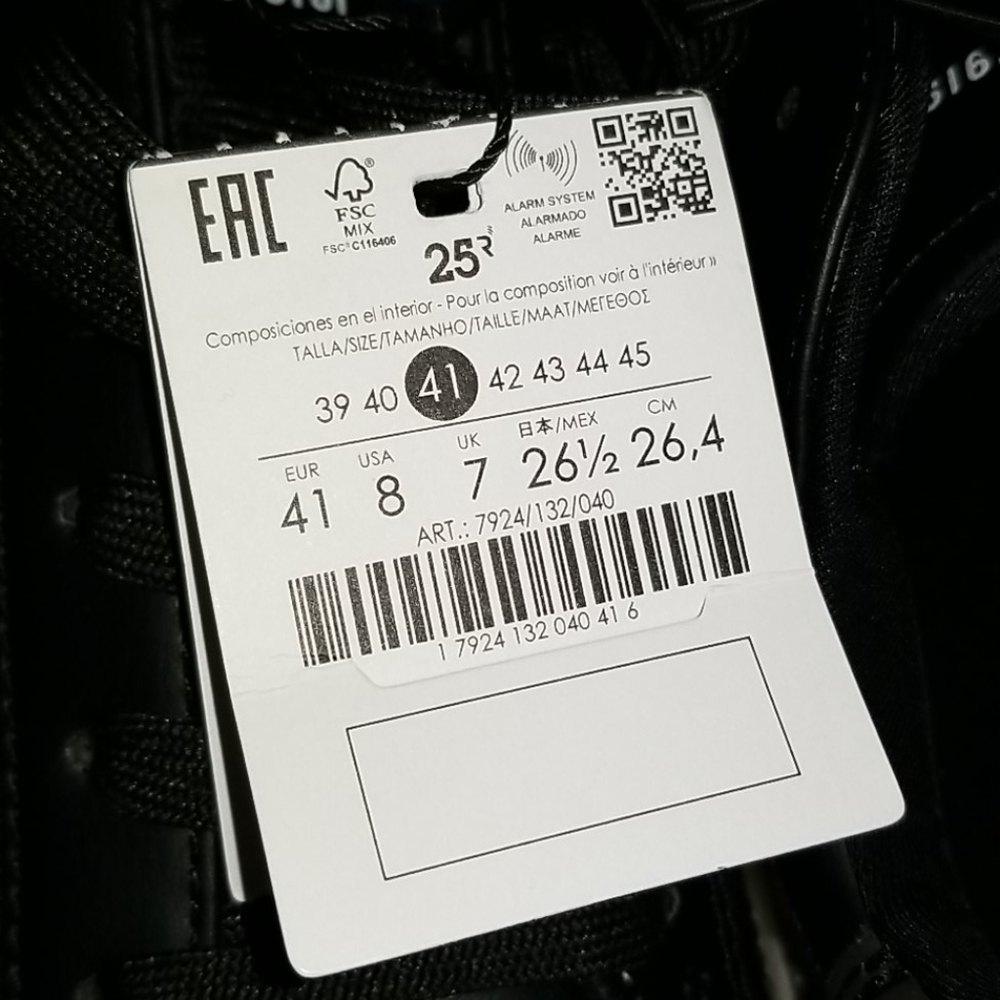 EAC
FSC®
MIX
FSC® C116406
ALARM SYSTEM
ALARMADO
ALARME
25
Composiciones en el interior - Pour la composition voir à l'intérieur »
TALLA/SIZE/TAMANHO/TAILLE/MAAT/ΜΕΓΕΘΟΣ
39 40 41 42 43 44 45
EUR USA UK 日本/MEX CM
41 8 7 26½ 26,4
ART.: 7924/132/040
1 7924 132 040 41 6